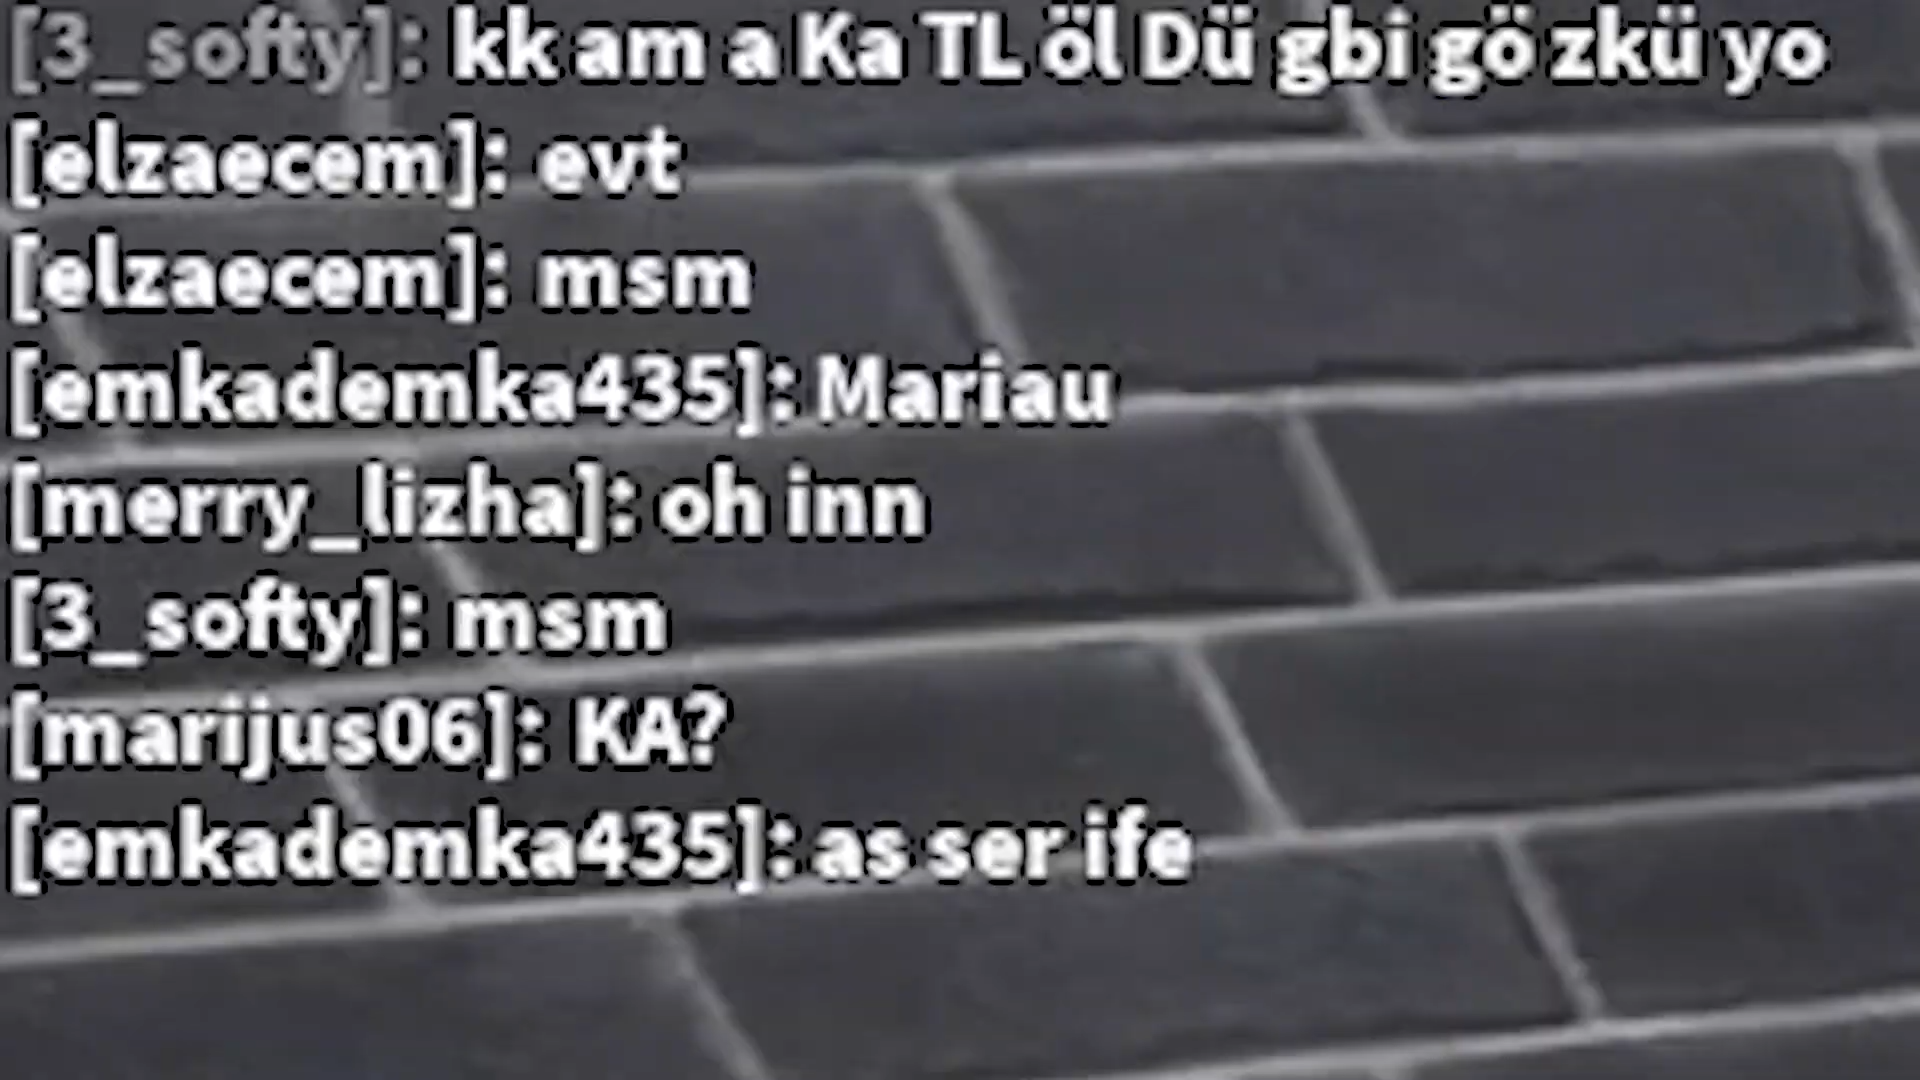 [3_softy]: kk am a Ka TL öl Dü gbi gö zkü yo
[elzaecem]: evt
[elzaecem]: msm
[emkademka435]: Mariau
[merry_lizha]: oh inn
[3_softy]: msm
[marijus06]: KA?
[emkademka435]: as ser ife